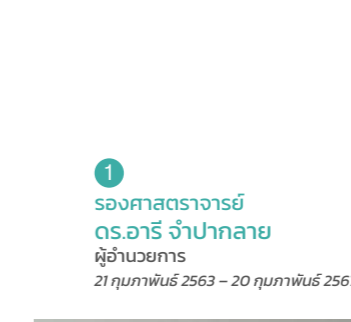 1
รองศาสตราจารย์
ดร.อารี จำปากลาย
ผู้อำนวยการ
21 กุมภาพันธ์ 2563 – 20 กุมภาพันธ์